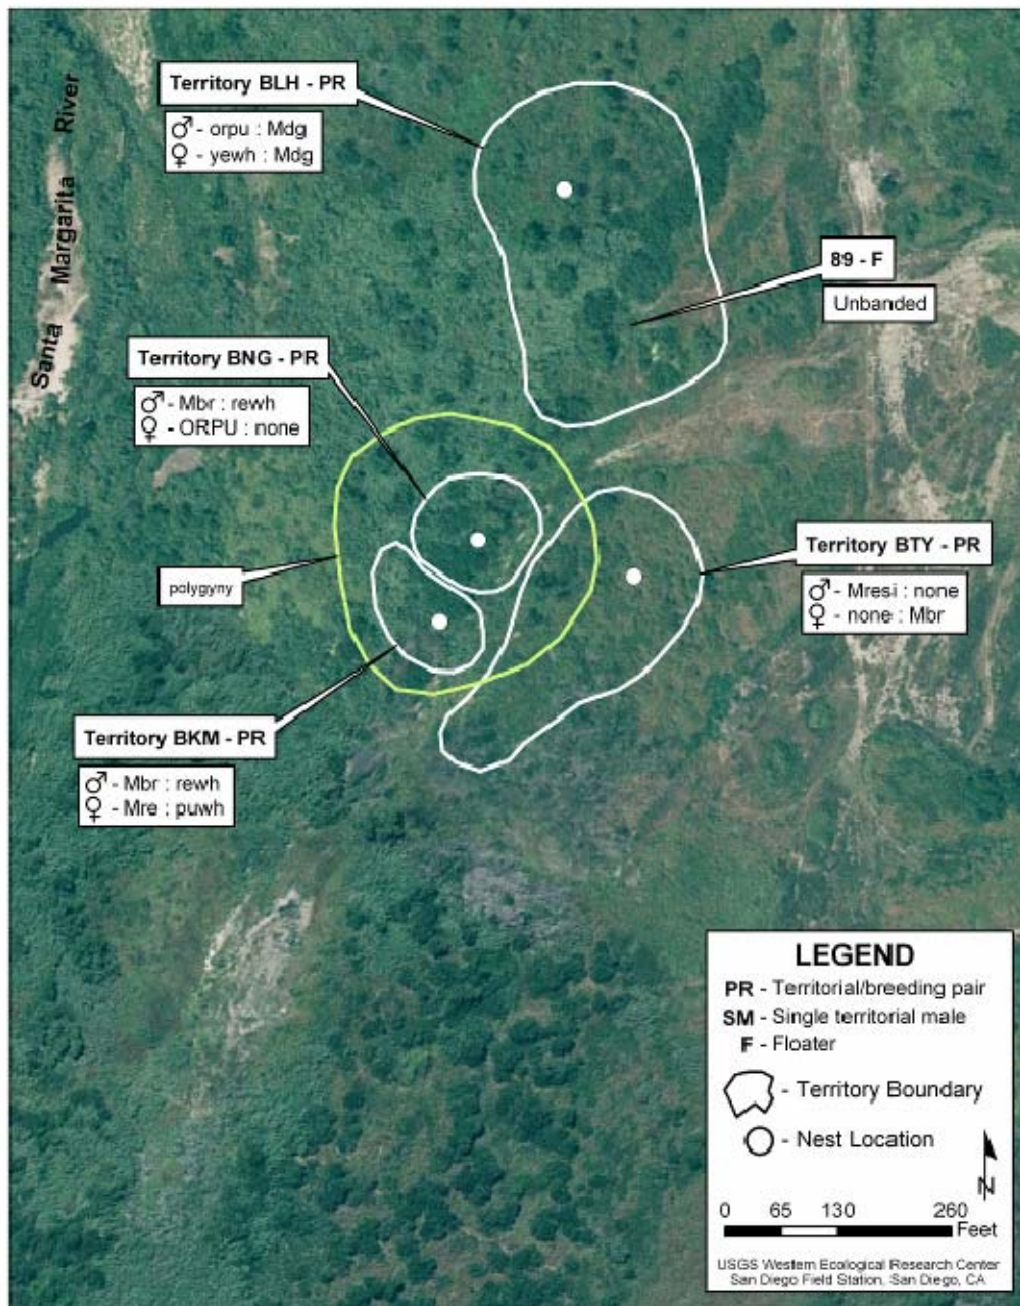 Santa Margarita River
Territory BLH - PR
♂ - orpu : Mdg
♀ - yewh : Mdg
89 - F
Unbanded
Territory BNG - PR
♂ - Mbr : rewh
♀ - ORPU : none
Territory BTY - PR
♂ - Mresi : none
♀ - none : Mbr
polygyny
Territory BKM - PR
♂ - Mbr : rewh
♀ - Mre : puwh
LEGEND
PR - Territorial/breeding pair
SM - Single territorial male
F - Floater
- Territory Boundary
- Nest Location
N
0 65 130 260
Feet
USGS Western Ecological Research Center
San Diego Field Station, San Diego, CA